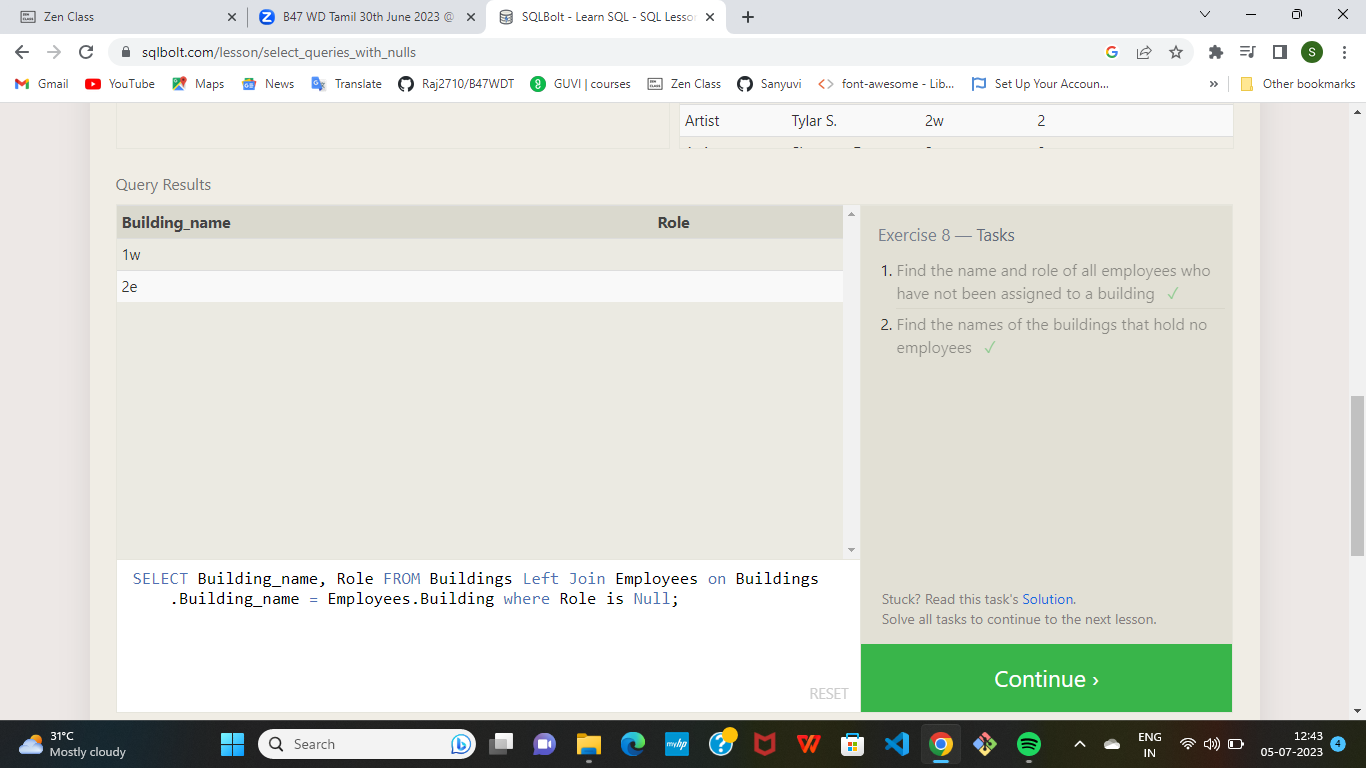 Zen Class
B47 WD Tamil 30th June 2023 @
SQLBolt - Learn SQL - SQL Lesson
sqlbolt.com/lesson/select_queries_with_nulls
S
Gmail YouTube Maps News Translate Raj2710/B47WDT GUVI | courses Zen Class Sanyuvi font-awesome - Lib... Set Up Your Accoun... » Other bookmarks
Artist Tylar S. 2w 2
Query Results
Building_name Role
1w
2e
Exercise 8 — Tasks
1. Find the name and role of all employees who
have not been assigned to a building ✓
2. Find the names of the buildings that hold no
employees ✓
SELECT Building_name, Role FROM Buildings Left Join Employees on Buildings
.Building_name = Employees.Building where Role is Null;
RESET
Stuck? Read this task's Solution.
Solve all tasks to continue to the next lesson.
Continue ›
31°C
Mostly cloudy
Search
ENG
IN
12:43
05-07-2023
4